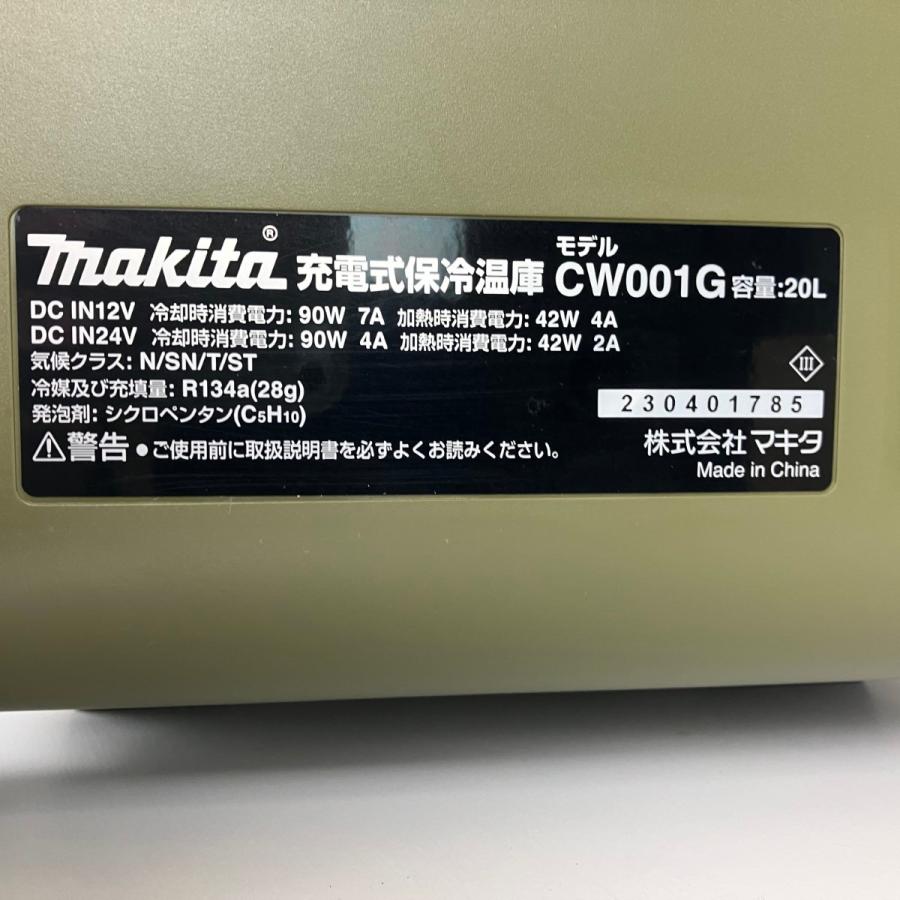 makita® 充電式保冷温庫 モデル CW001G 容量:20L
DC IN12V 冷却時消費電力: 90W 7A 加熱時消費電力: 42W 4A
DC IN24V 冷却時消費電力: 90W 4A 加熱時消費電力: 42W 2A
気候クラス: N/SN/T/ST
冷媒及び充填量: R134a(28g)
発泡剤: シクロペンタン(C5H10)
III
230401785
⚠警告 ●ご使用前に取扱説明書を必ずよくお読みください。
株式会社 マキタ
Made in China